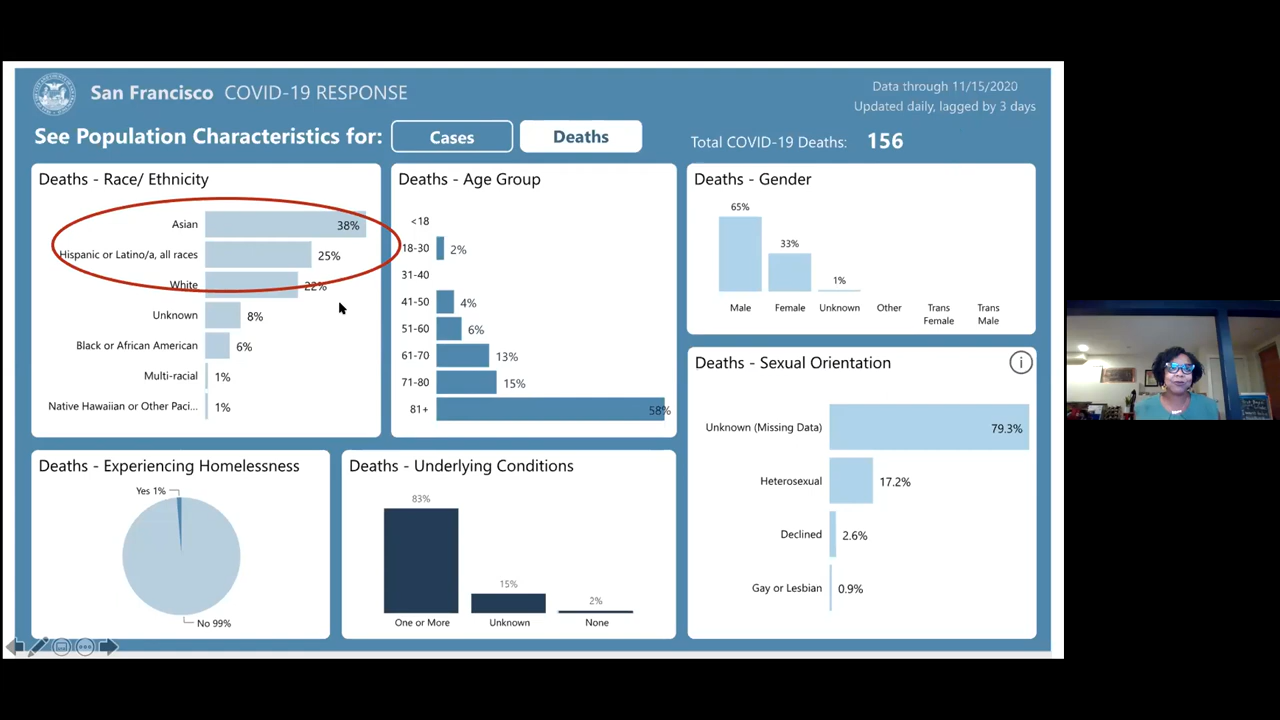 San Francisco COVID-19 RESPONSE
Data through 11/15/2020
Updated daily, lagged by 3 days
See Population Characteristics for:
Cases
Deaths
Total COVID-19 Deaths: 156
Deaths - Race/ Ethnicity
Asian 38%
Hispanic or Latino/a, all races 25%
White 22%
Unknown 8%
Black or African American 6%
Multi-racial 1%
Native Hawaiian or Other Paci... 1%
Deaths - Age Group
<18
18-30 2%
31-40
41-50 4%
51-60 6%
61-70 13%
71-80 15%
81+ 58%
Deaths - Gender
65%
33%
1%
Male
Female
Unknown
Other
Trans
Female
Trans
Male
Deaths - Experiencing Homelessness
Yes 1%
No 99%
Deaths - Underlying Conditions
83%
15%
2%
One or More
Unknown
None
Deaths - Sexual Orientation
i
Unknown (Missing Data) 79.3%
Heterosexual 17.2%
Declined 2.6%
Gay or Lesbian 0.9%